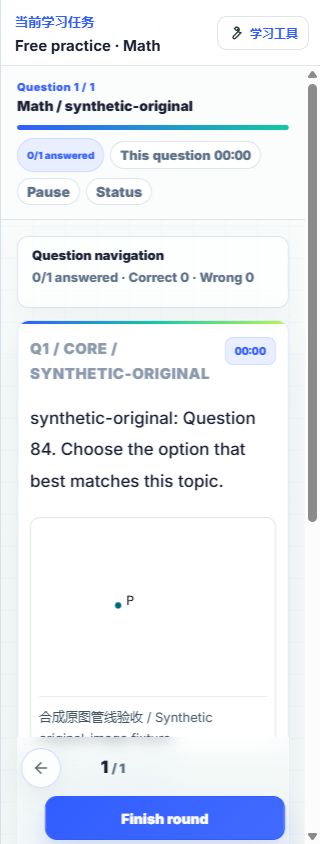 当前学习任务
Free practice · Math
学习工具
Question 1 / 1
Math / synthetic-original
0/1 answered
This question 00:00
Pause
Status
Question navigation
0/1 answered · Correct 0 · Wrong 0
Q1 / CORE /
SYNTHETIC-ORIGINAL
00:00
synthetic-original: Question
84. Choose the option that
best matches this topic.
P
合成原图管线验收 / Synthetic
original-image fixture
1 / 1
Finish round